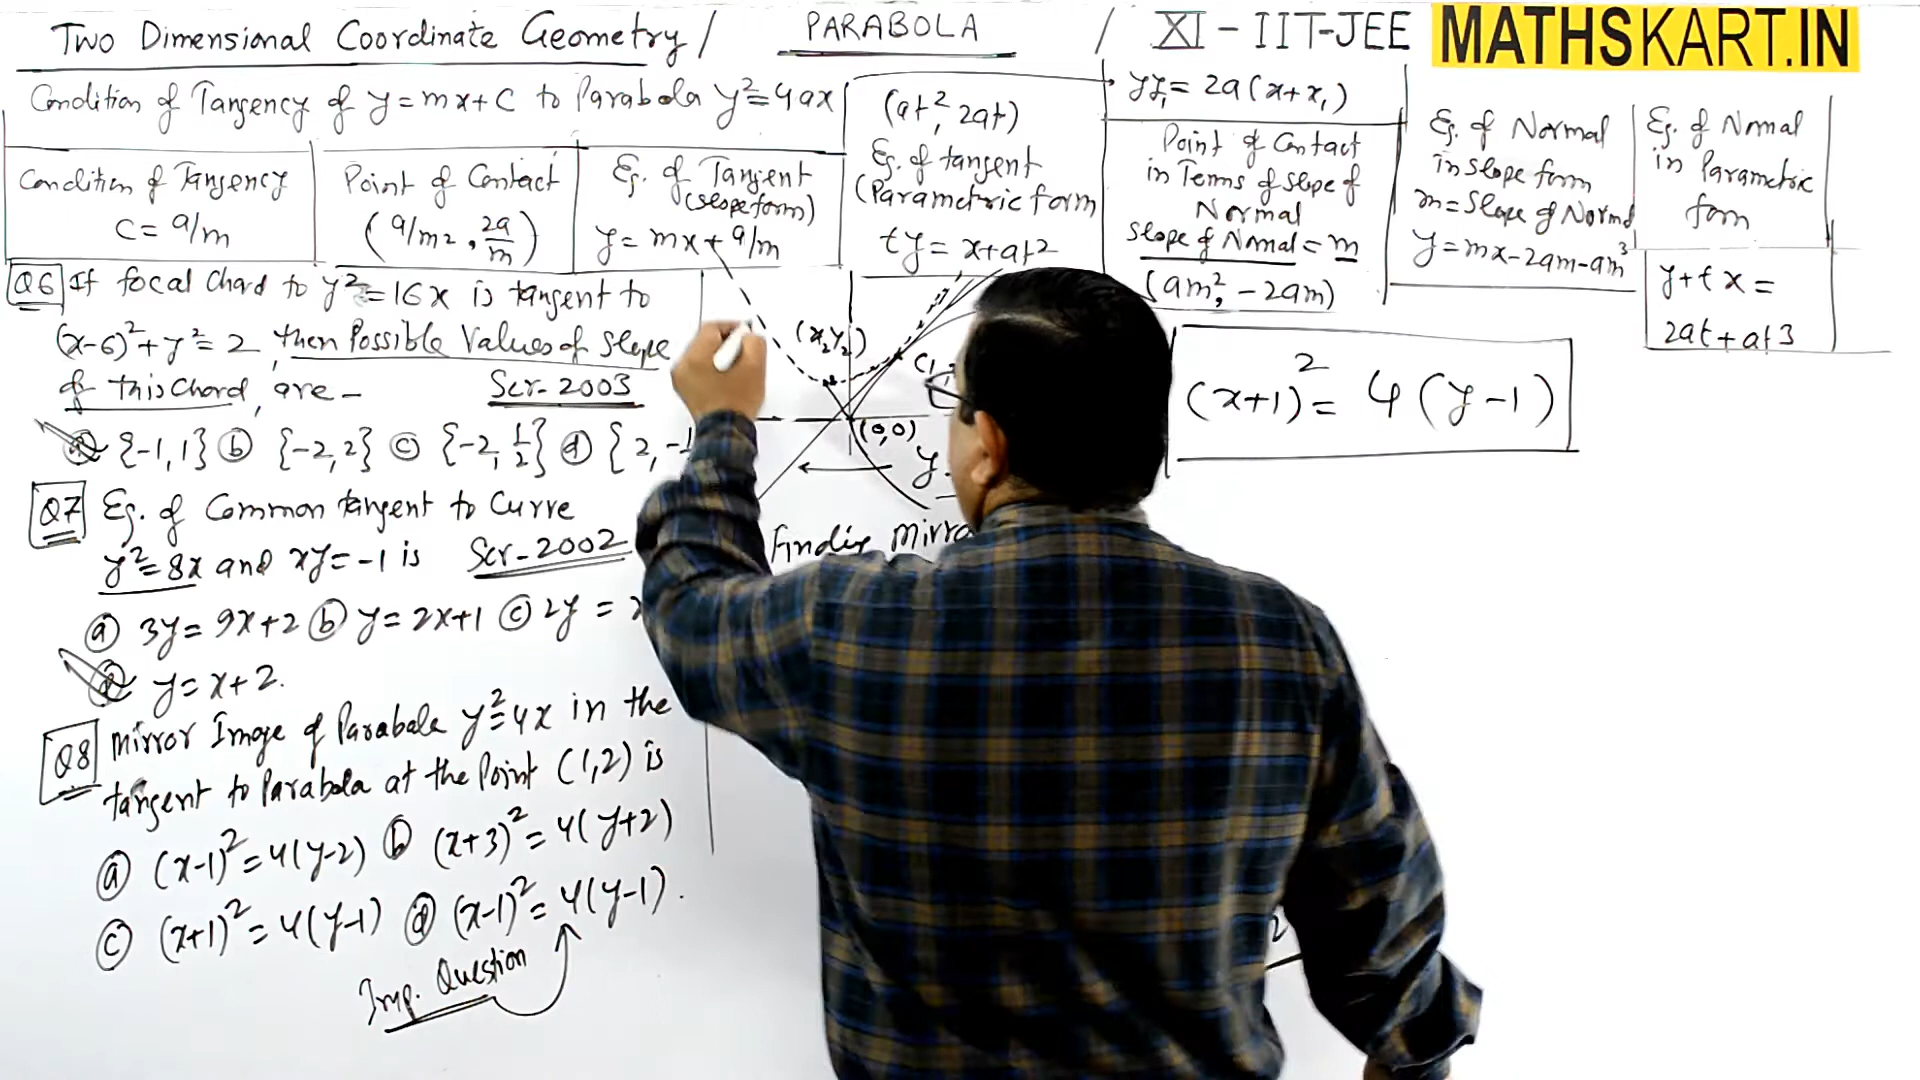 Two Dimensional Coordinate Geometry / PARABOLA / XI - IIT-JEE
MATHSKART.IN
Condition of Tangency of y=mx+c to Parabola y²=4ax
Condition of Tangency
c= a/m
Point of Contact
(a/m², 2a/m)
Eq. of Tangent
(slope form)
y=mx+a/m
(at², 2at)
Eq. of tangent
(Parametric form
ty=x+at²
yy₁=2a(x+x₁)
Point of Contact
in Terms of slope of
Normal
slope of Normal=m
(am², -2am)
Eq. of Normal
in slope form
m=slope of Normal
y=mx-2am-am³
Eq. of Normal
in Parametric
form
y+tx=
2at+at3
Q6 If focal Chord to y²=16x is tangent to
(x-6)²+y²=2, then Possible Values of slope
of this Chord, are - Scr-2003
(a) {-1,1} (b) {-2,2} (c) {-2, 1/2} (d) {2,-1
Q7 Eq. of Common tangent to Curve
y²=8x and xy=-1 is Scr-2002
(a) 3y=9x+2 (b) y=2x+1 (c) 2y =
(d) y=x+2.
Q8 Mirror Image of Parabola y²=4x in the
tangent to Parabola at the Point (1,2) is
(a) (x-1)²=4(y-2) (b) (x+3)²=4(y+2)
(c) (x+1)²=4(y-1) (d) (x-1)²=4(y-1).
Imp. Question
(x₂y₂)
(1,
(0,0)
y
Finding
(x+1)²=4(y-1)
2